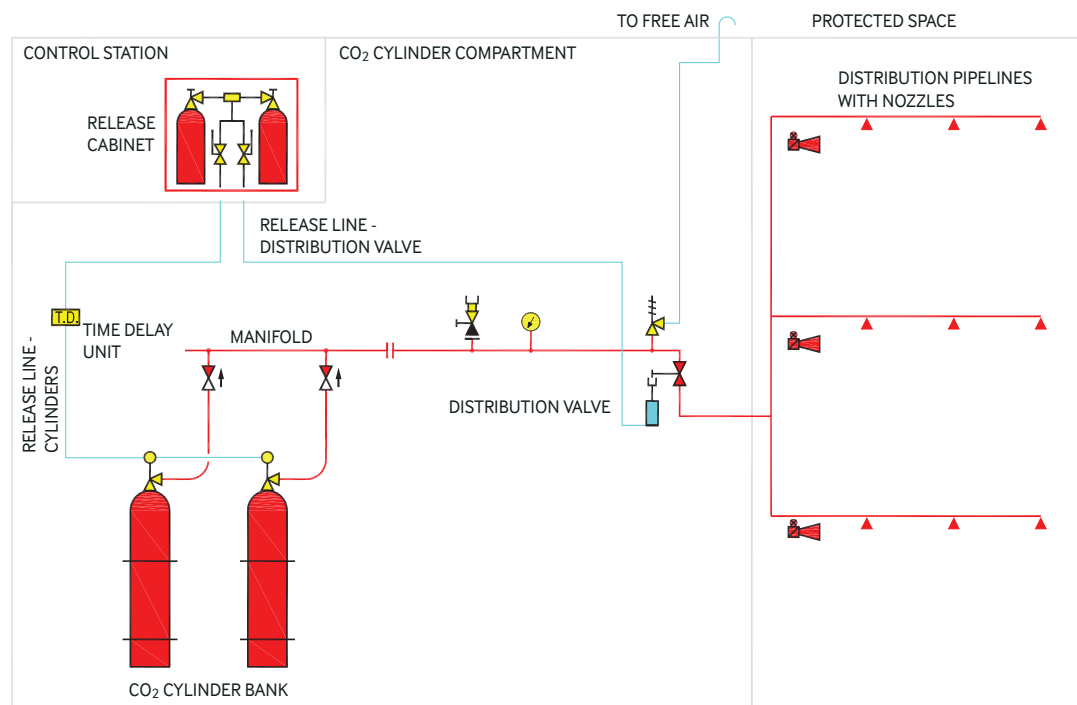 TO FREE AIR
PROTECTED SPACE
CONTROL STATION
CO₂ CYLINDER COMPARTMENT
DISTRIBUTION PIPELINES
WITH NOZZLES
RELEASE
CABINET
RELEASE LINE -
DISTRIBUTION VALVE
T.D.
TIME DELAY
UNIT
MANIFOLD
RELEASE LINE -
CYLINDERS
DISTRIBUTION VALVE
CO₂ CYLINDER BANK